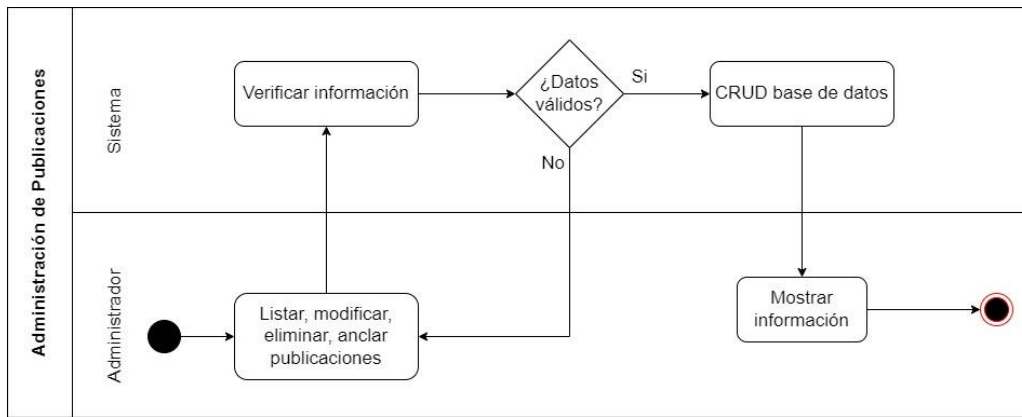 Administración de Publicaciones
Sistema
Verificar información
¿Datos
válidos?
Si
No
CRUD base de datos
Administrador
Listar, modificar,
eliminar, anclar
publicaciones
Mostrar
información